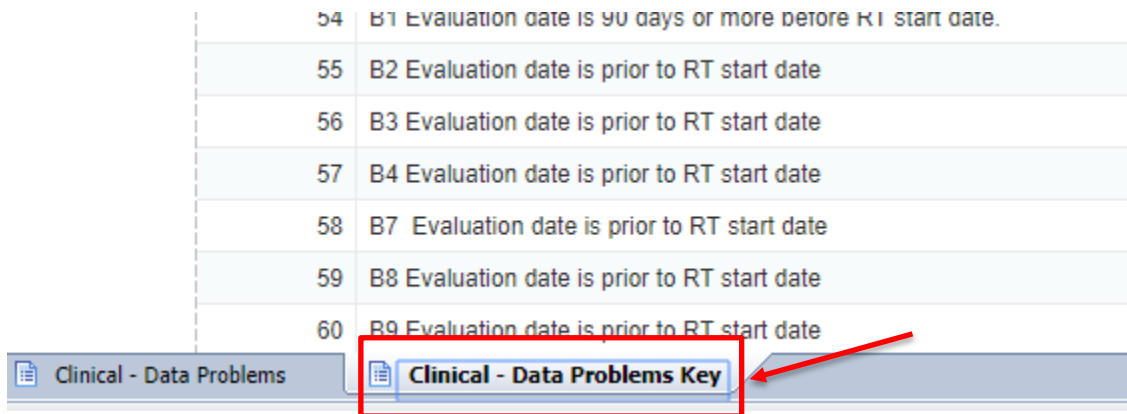 54 B1 Evaluation date is 90 days or more before RT start date.
55 B2 Evaluation date is prior to RT start date
56 B3 Evaluation date is prior to RT start date
57 B4 Evaluation date is prior to RT start date
58 B7 Evaluation date is prior to RT start date
59 B8 Evaluation date is prior to RT start date
60 B9 Evaluation date is prior to RT start date
Clinical - Data Problems Clinical - Data Problems Key